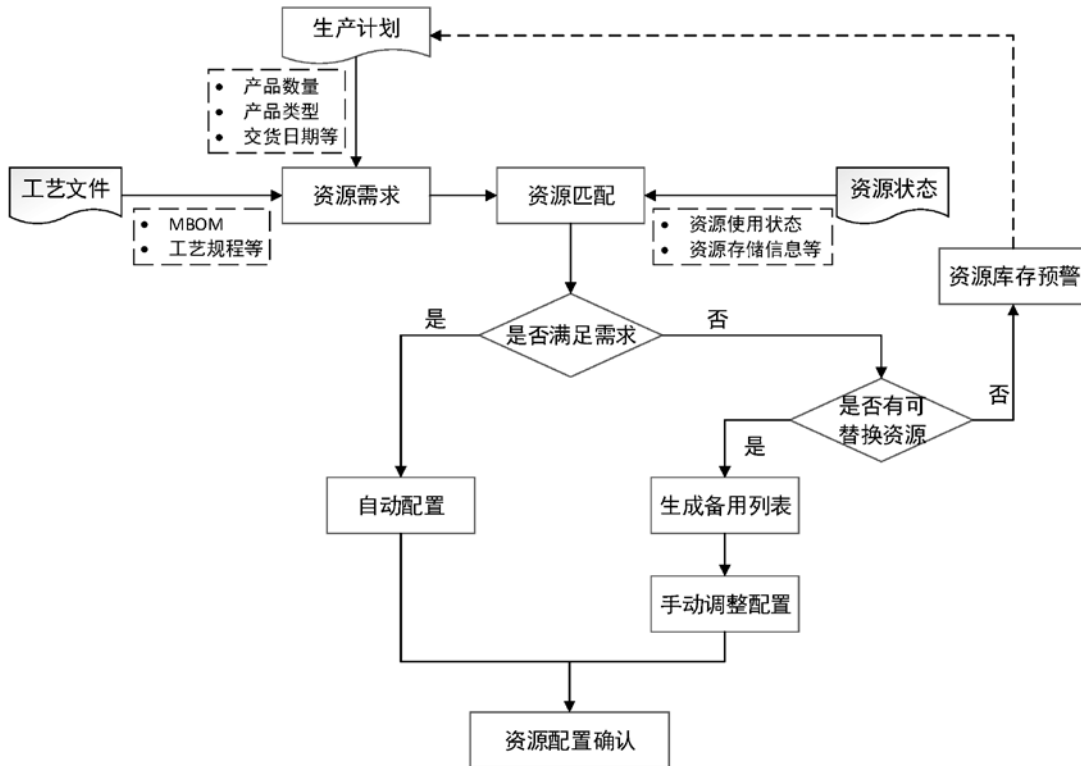 生产计划
• 产品数量
• 产品类型
• 交货日期等
工艺文件
资源需求
资源匹配
资源状态
• MBOM
• 工艺规程等
• 资源使用状态
• 资源存储信息等
资源库存预警
是
是否满足需求
否
是否有可
替换资源
否
是
自动配置
生成备用列表
手动调整配置
资源配置确认